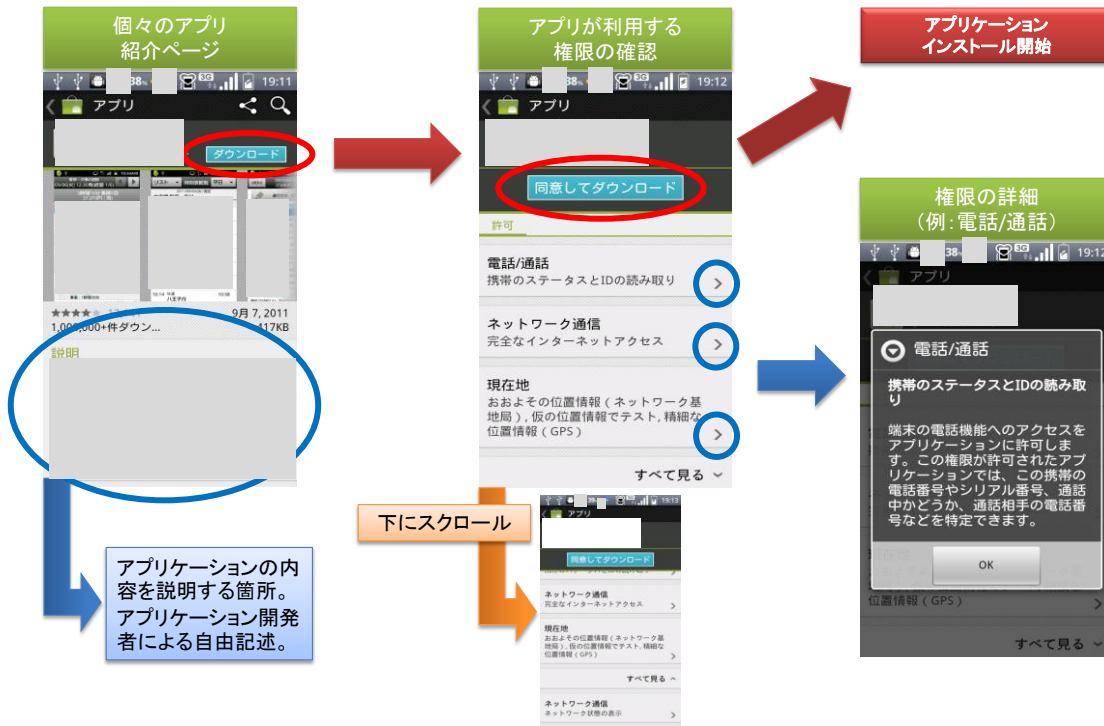 個々のアプリ
紹介ページ
38%
3G
19:11
アプリ
ダウンロード
リスト
平日
★★★★★
9月 7, 2011
1,000,000+件ダウン...
417KB
説明
アプリケーションの内
容を説明する箇所。
アプリケーション開発
者による自由記述。
アプリが利用する
権限の確認
38%
3G
19:12
アプリ
同意してダウンロード
許可
電話/通話
携帯のステータスとIDの読み取り
ネットワーク通信
完全なインターネットアクセス
現在地
おおよその位置情報（ネットワーク基
地局）, 仮の位置情報でテスト, 精細な
位置情報（GPS）
すべて見る
下にスクロール
3G
19:13
アプリ
同意してダウンロード
ネットワーク通信
完全なインターネットアクセス
現在地
おおよその位置情報（ネットワーク基
地局）, 仮の位置情報でテスト, 精細な
位置情報（GPS）
すべて見る
ネットワーク通信
ネットワーク状態の表示
アプリケーション
インストール開始
権限の詳細
（例：電話/通話）
38%
3G
19:12
アプリ
電話/通話
携帯のステータスとIDの読み取
り
端末の電話機能へのアクセスを
アプリケーションに許可しま
す。この権限が許可されたアプ
リケーションでは、この携帯の
電話番号やシリアル番号、通話
中かどうか、通話相手の電話番
号などを特定できます。
OK
位置情報（GPS）
すべて見る